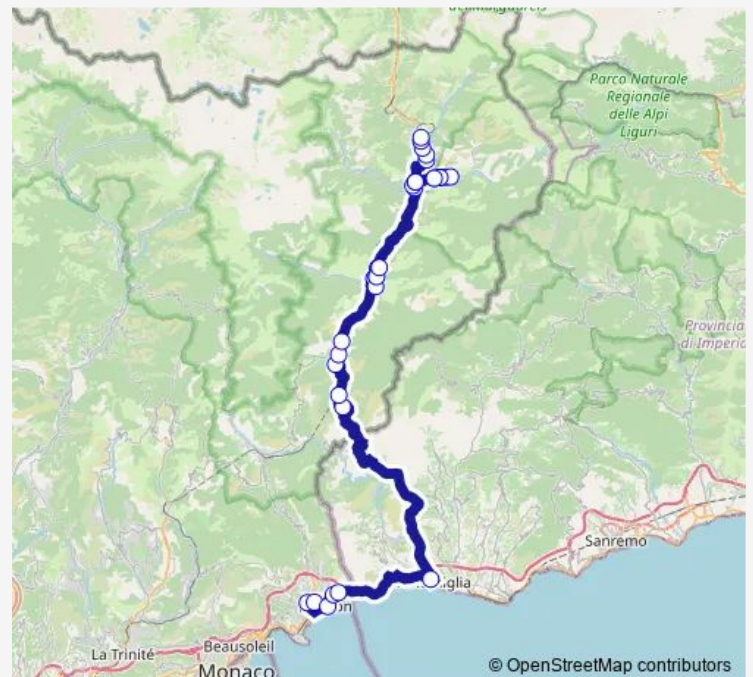 Parco Naturale
Regionale
delle Alpi
Liguri
Provincia
di Imperia
Sanremo
La Trinité
Beausoleil
Monaco
© OpenStreetMap contributors